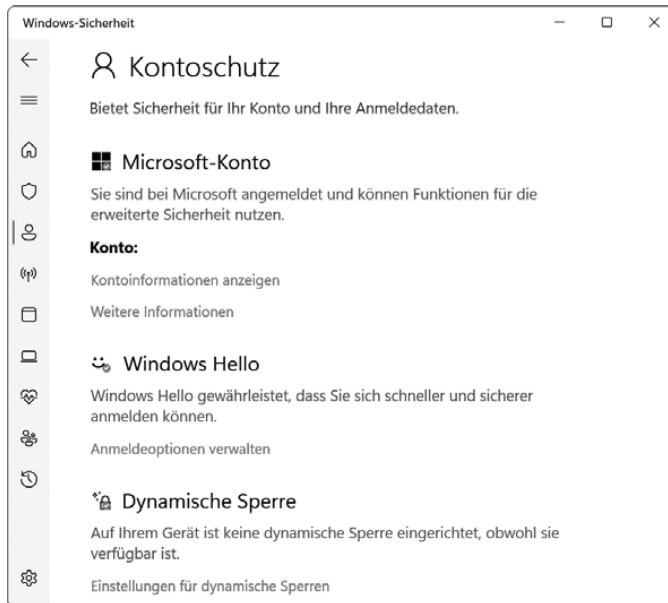 Windows-Sicherheit
Kontoschutz
Bietet Sicherheit für Ihr Konto und Ihre Anmeldedaten.
Microsoft-Konto
Sie sind bei Microsoft angemeldet und können Funktionen für die
erweiterte Sicherheit nutzen.
Konto:
Kontoinformationen anzeigen
Weitere Informationen
Windows Hello
Windows Hello gewährleistet, dass Sie sich schneller und sicherer
anmelden können.
Anmeldeoptionen verwalten
Dynamische Sperre
Auf Ihrem Gerät ist keine dynamische Sperre eingerichtet, obwohl sie
verfügbar ist.
Einstellungen für dynamische Sperren